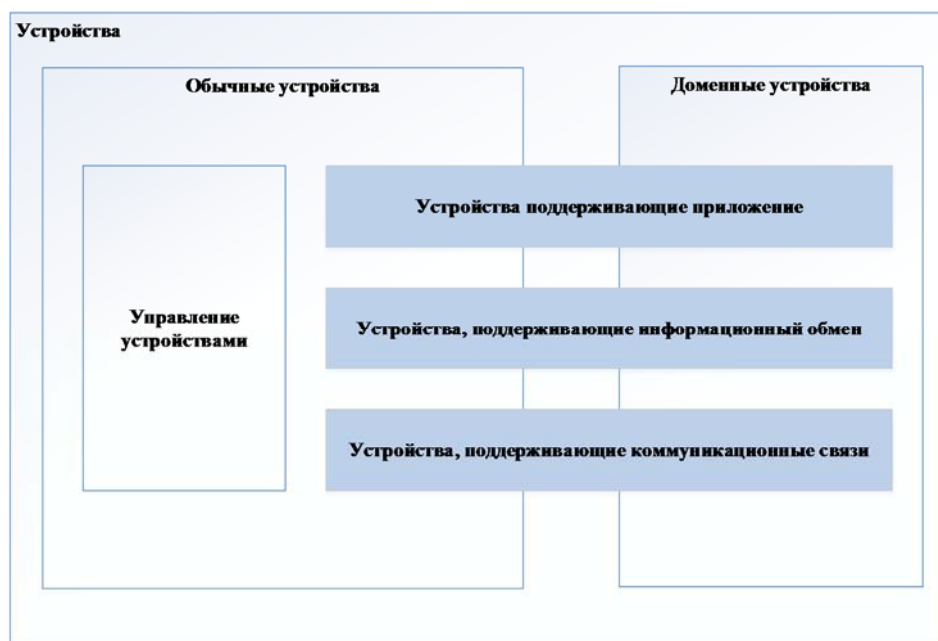 Устройства
Обычные устройства
Доменные устройства
Устройства поддерживающие приложение
Управление
устройствами
Устройства, поддерживающие информационный обмен
Устройства, поддерживающие коммуникационные связи